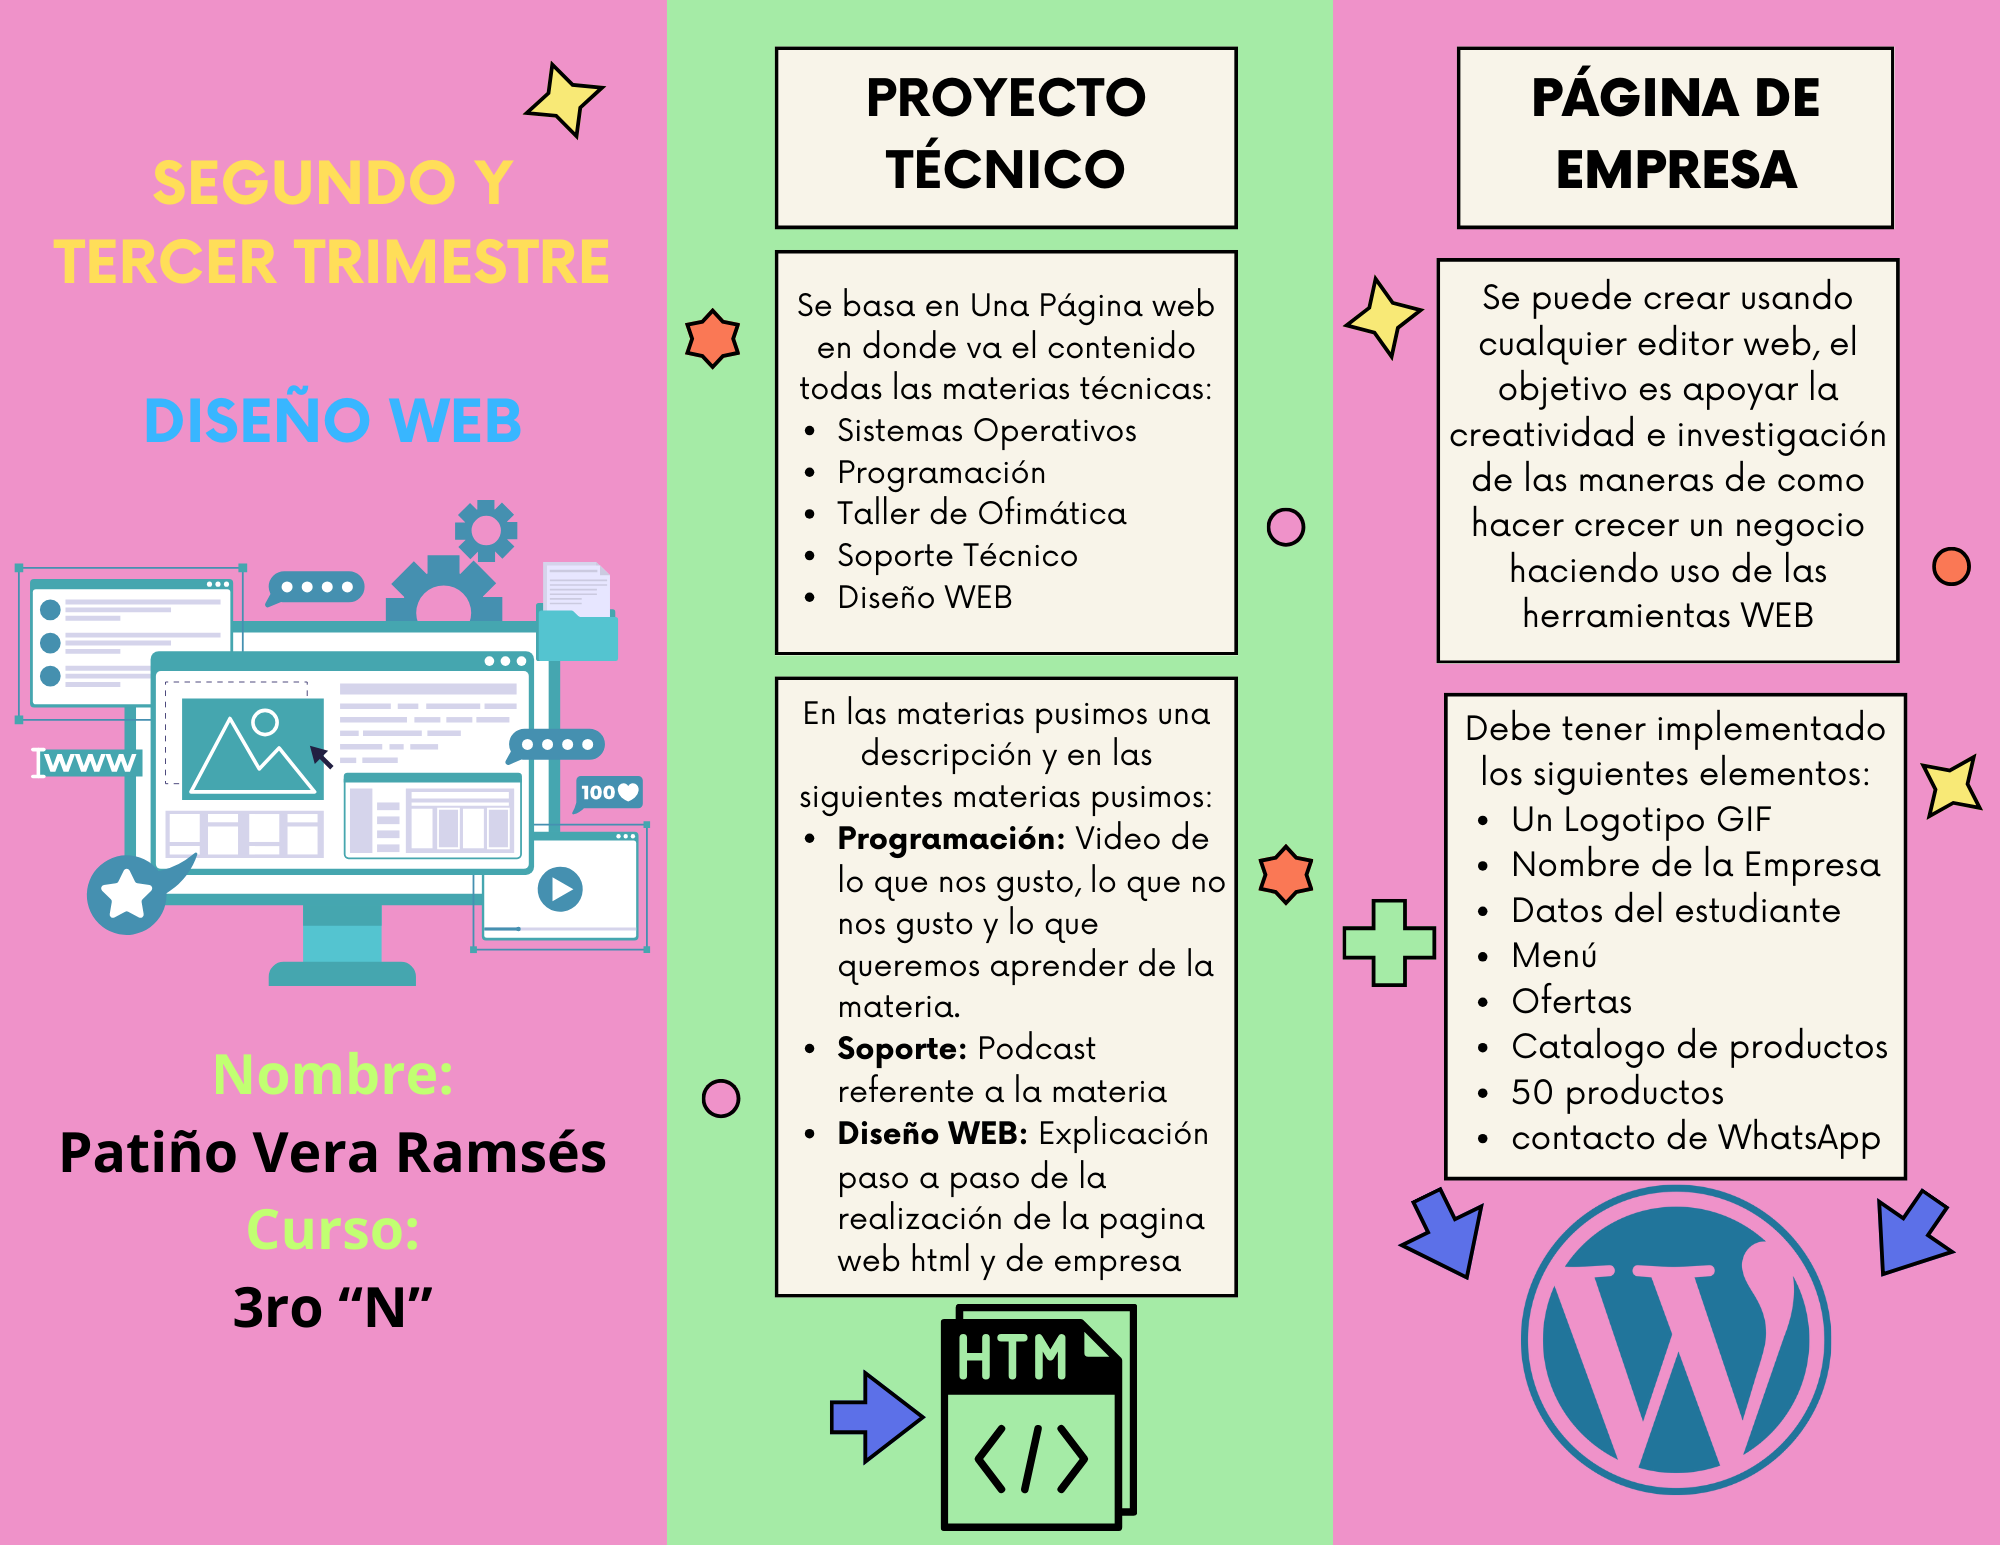 SEGUNDO Y
TERCER TRIMESTRE
DISEÑO WEB
WWW
100
Nombre:
Patiño Vera Ramsés
Curso:
3ro “N”
PROYECTO
TÉCNICO
Se basa en Una Página web
en donde va el contenido
todas las materias técnicas:
• Sistemas Operativos
• Programación
• Taller de Ofimática
• Soporte Técnico
• Diseño WEB
En las materias pusimos una
descripción y en las
siguientes materias pusimos:
• Programación: Video de
lo que nos gusto, lo que no
nos gusto y lo que
queremos aprender de la
materia.
• Soporte: Podcast
referente a la materia
• Diseño WEB: Explicación
paso a paso de la
realización de la pagina
web html y de empresa
HTM
</>
PÁGINA DE
EMPRESA
Se puede crear usando
cualquier editor web, el
objetivo es apoyar la
creatividad e investigación
de las maneras de como
hacer crecer un negocio
haciendo uso de las
herramientas WEB
Debe tener implementado
los siguientes elementos:
• Un Logotipo GIF
• Nombre de la Empresa
• Datos del estudiante
• Menú
• Ofertas
• Catalogo de productos
• 50 productos
• contacto de WhatsApp
W